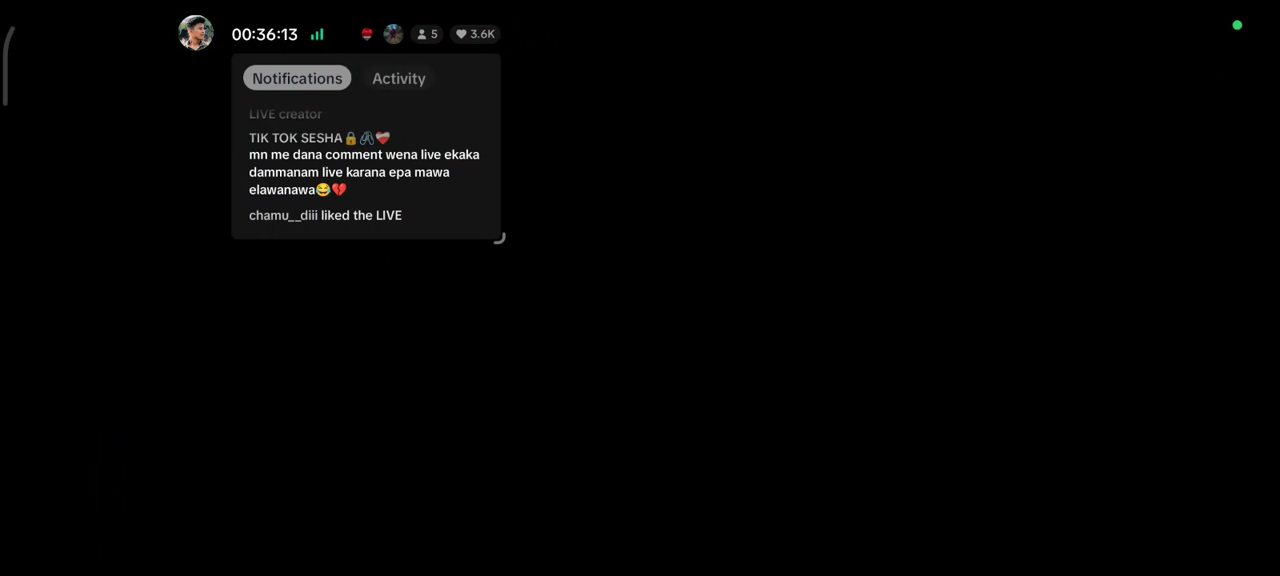 00:36:13 5 3.6K
Notifications Activity
LIVE creator
TIK TOK SESHA🔒🫂❤️‍🩹
mn me dana comment wena live ekaka
dammanam live karana epa mawa
elawanawa😂💔
chamu__diii liked the LIVE